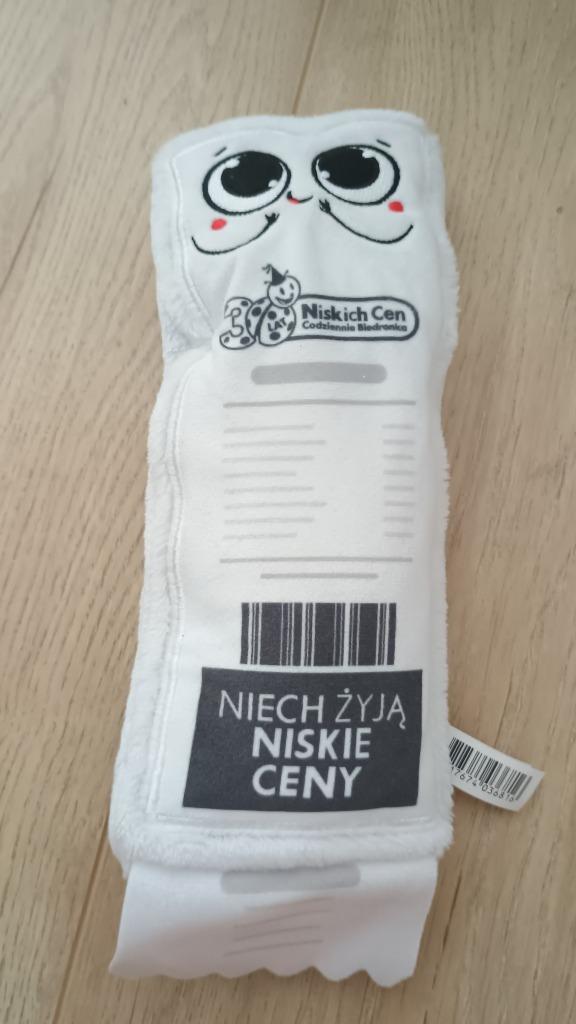 30 LAT
Niskich Cen
Codziennie Biedronka
NIECH ŻYJĄ
NISKIE
CENY